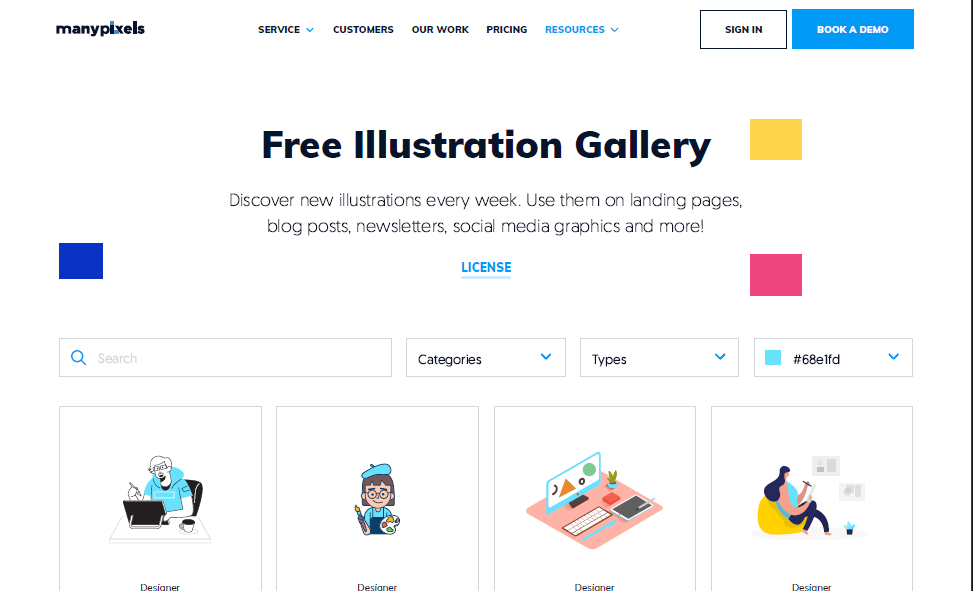 manypixels
SERVICE
CUSTOMERS
OUR WORK
PRICING
RESOURCES
SIGN IN
BOOK A DEMO
Free Illustration Gallery
Discover new illustrations every week. Use them on landing pages,
blog posts, newsletters, social media graphics and more!
LICENSE
Search
Categories
Types
#68e1fd
Designer
Designer
Designer
Designer